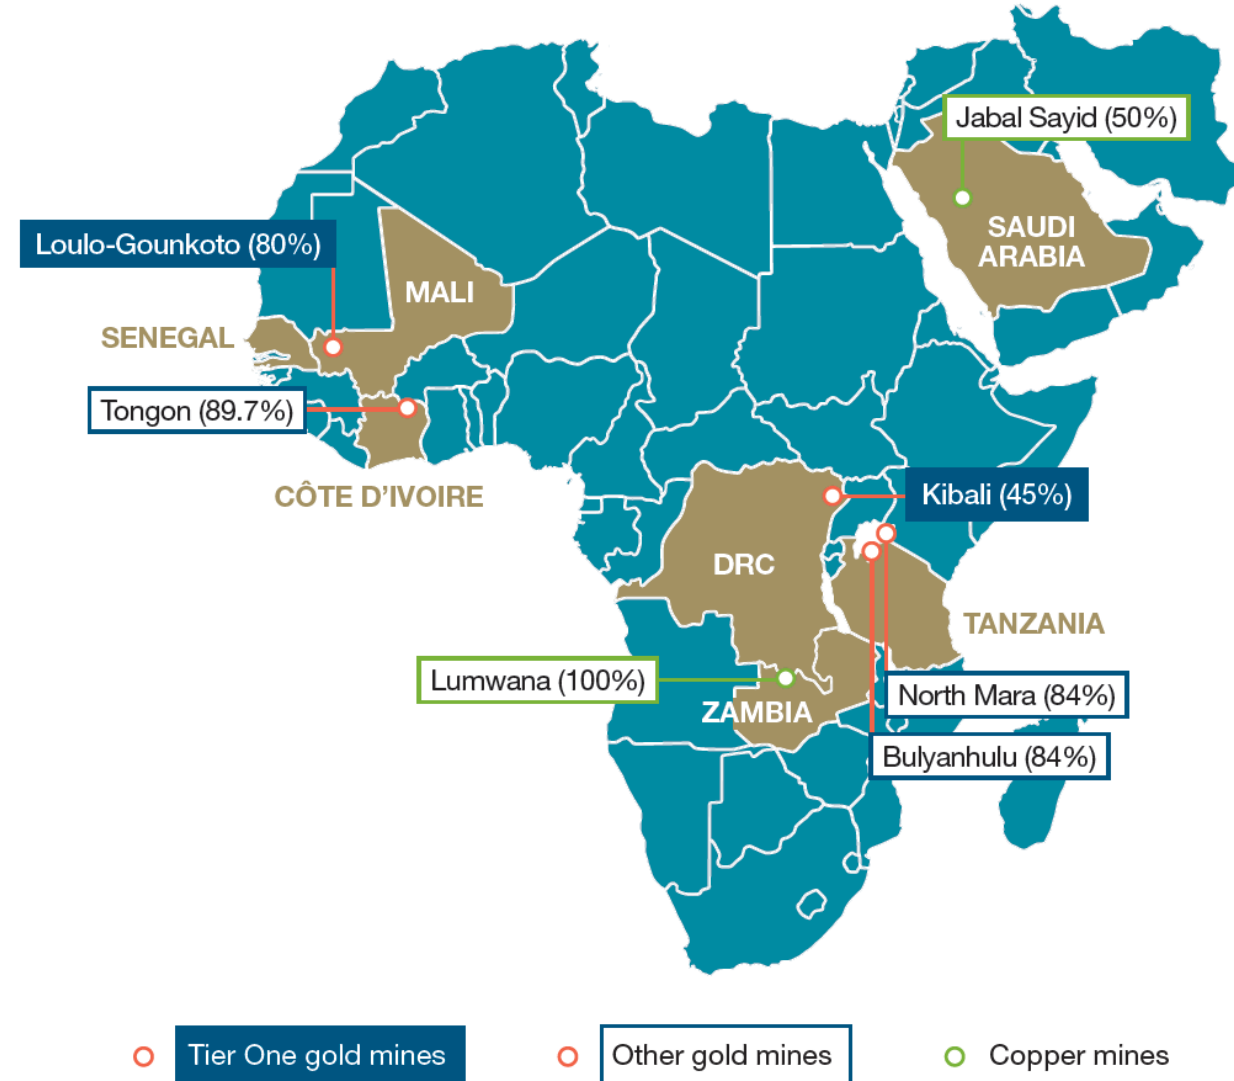 Jabal Sayid (50%)
SAUDI
ARABIA
Loulo-Gounkoto (80%)
MALI
SENEGAL
Tongon (89.7%)
CÔTE D'IVOIRE
Kibali (45%)
DRC
TANZANIA
Lumwana (100%)
ZAMBIA
North Mara (84%)
Bulyanhulu (84%)
Tier One gold mines
Other gold mines
Copper mines